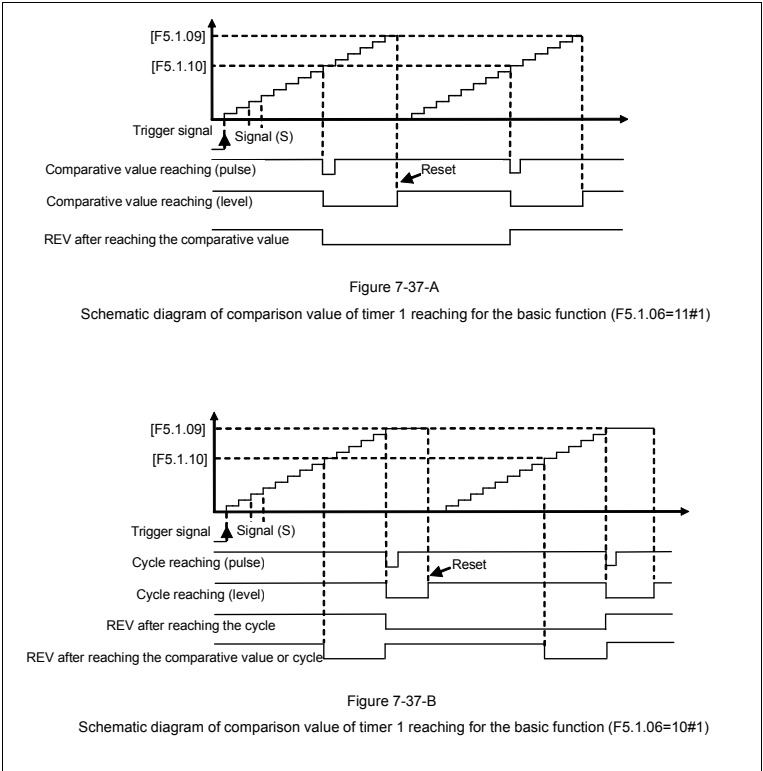 [F5.1.09]
[F5.1.10]
Trigger signal
Signal (S)
Comparative value reaching (pulse)
Reset
Comparative value reaching (level)
REV after reaching the comparative value
Figure 7-37-A
Schematic diagram of comparison value of timer 1 reaching for the basic function (F5.1.06=11#1)
[F5.1.09]
[F5.1.10]
Trigger signal
Signal (S)
Cycle reaching (pulse)
Reset
Cycle reaching (level)
REV after reaching the cycle
REV after reaching the comparative value or cycle
Figure 7-37-B
Schematic diagram of comparison value of timer 1 reaching for the basic function (F5.1.06=10#1)